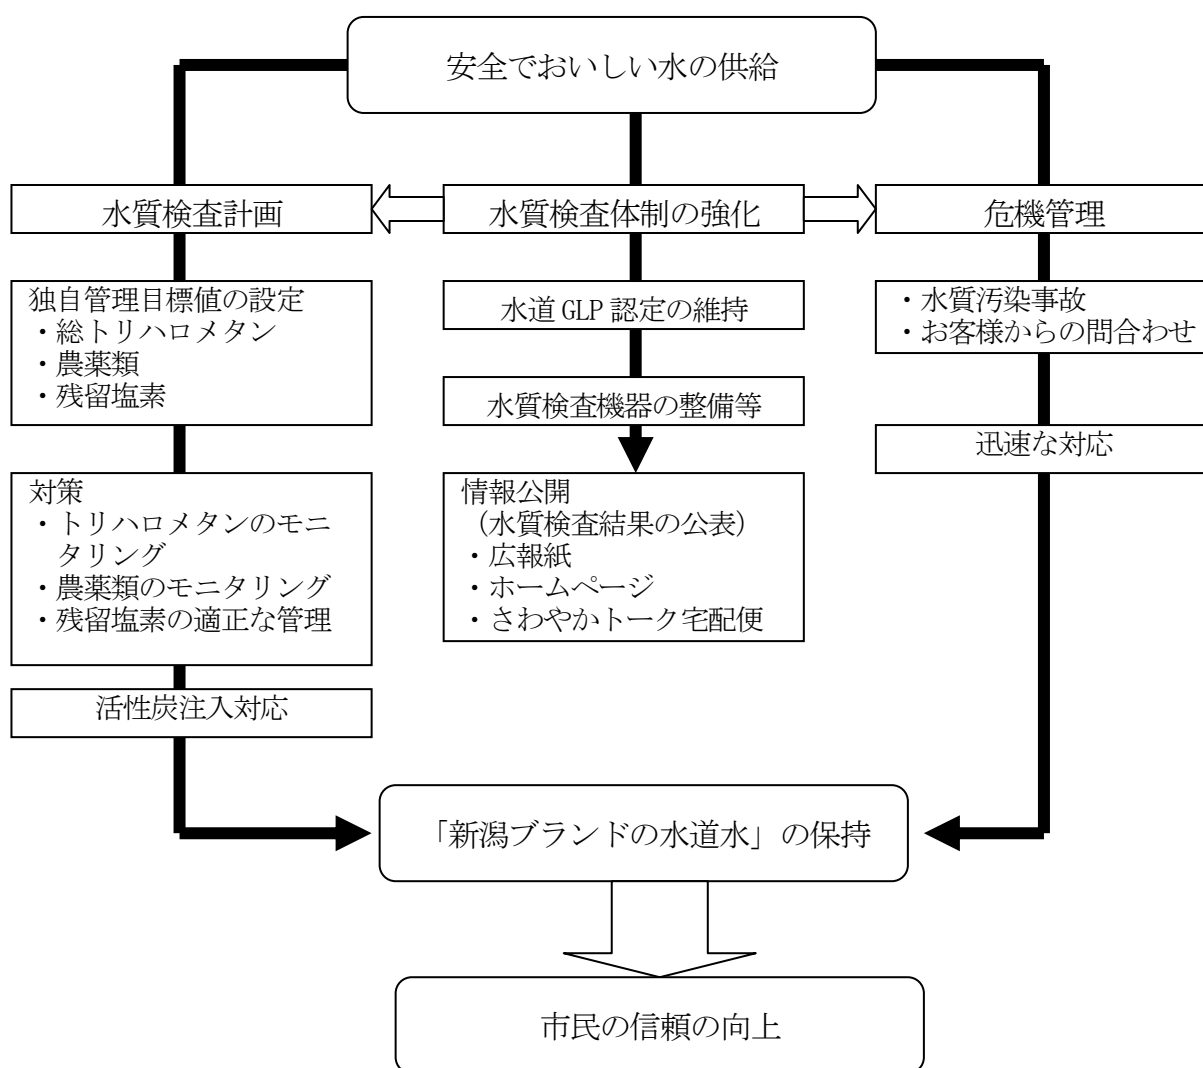 安全でおいしい水の供給
水質検査計画
水質検査体制の強化
危機管理
独自管理目標値の設定
・総トリハロメタン
・農薬類
・残留塩素
水道 GLP 認定の維持
・水質汚染事故
・お客様からの問合わせ
水質検査機器の整備等
迅速な対応
対策
・トリハロメタンのモニ
タリング
・農薬類のモニタリング
・残留塩素の適正な管理
情報公開
(水質検査結果の公表)
・広報紙
・ホームページ
・さわやかトーク宅配便
活性炭注入対応
「新潟ブランドの水道水」の保持
市民の信頼の向上